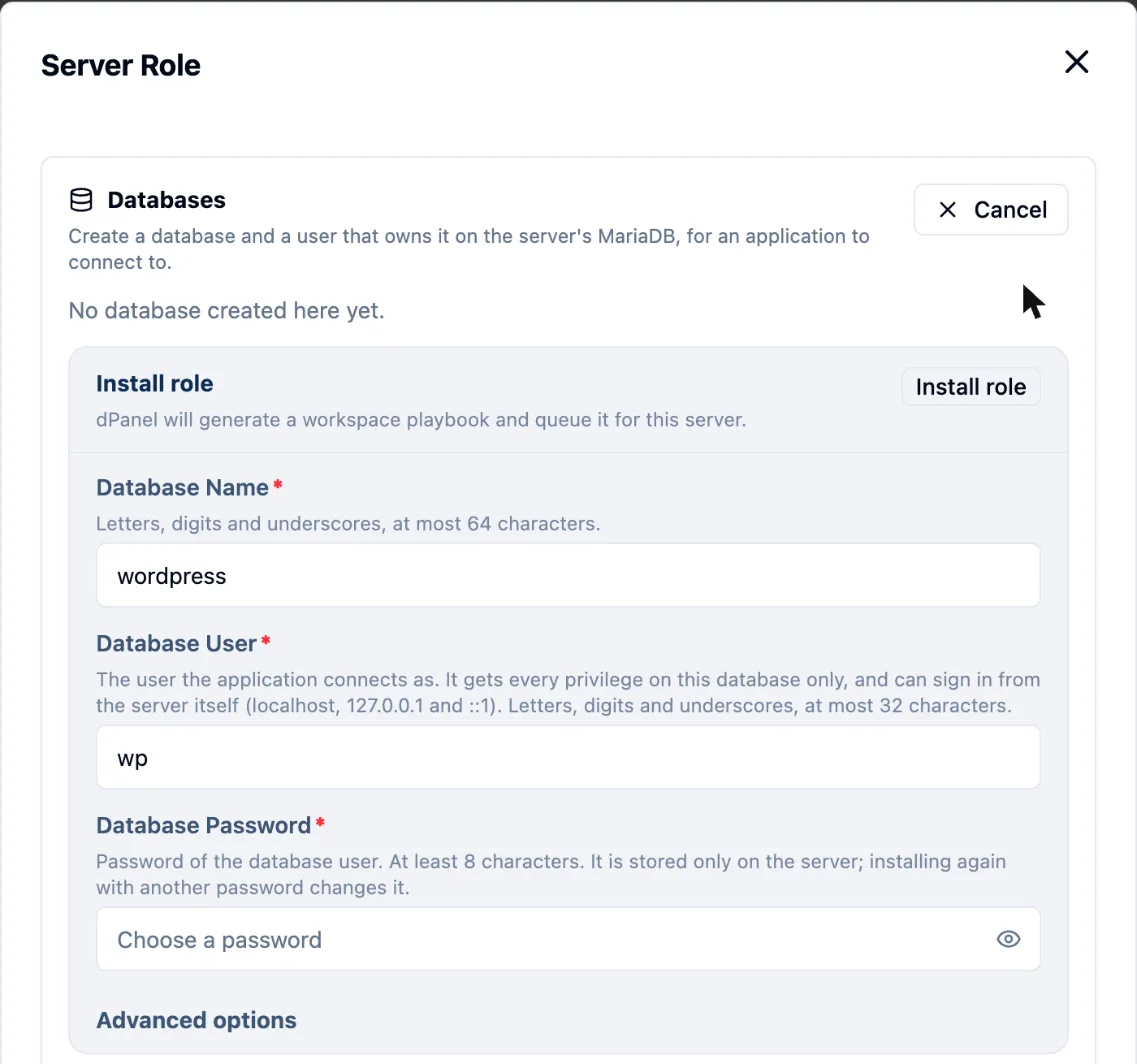 Server Role
Databases
Cancel
Create a database and a user that owns it on the server's MariaDB, for an application to
connect to.
No database created here yet.
Install role
Install role
dPanel will generate a workspace playbook and queue it for this server.
Database Name*
Letters, digits and underscores, at most 64 characters.
wordpress
Database User*
The user the application connects as. It gets every privilege on this database only, and can sign in from
the server itself (localhost, 127.0.0.1 and ::1). Letters, digits and underscores, at most 32 characters.
wp
Database Password*
Password of the database user. At least 8 characters. It is stored only on the server; installing again
with another password changes it.
Choose a password
Advanced options